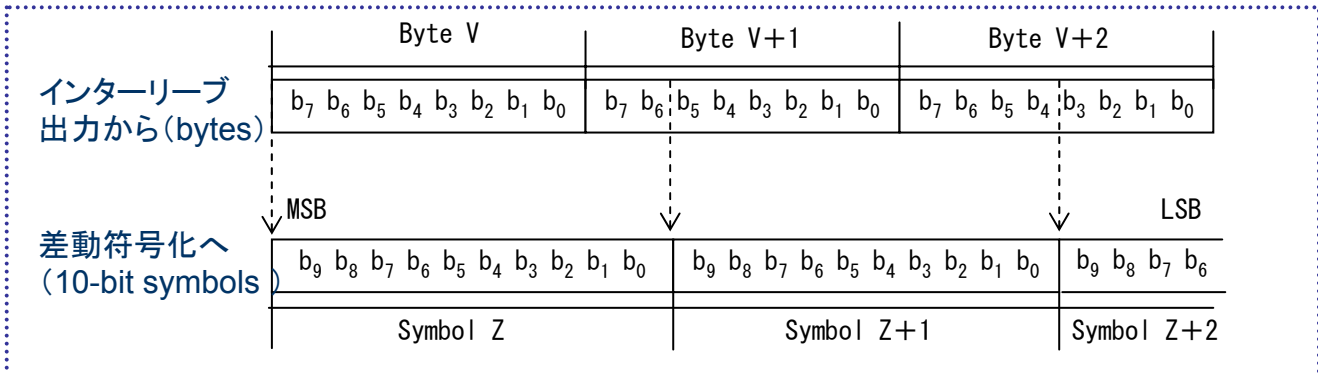 Byte V Byte V+1 Byte V+2
インターリーブ
出力から(bytes)
b7 b6 b5 b4 b3 b2 b1 b0 b7 b6 b5 b4 b3 b2 b1 b0 b7 b6 b5 b4 b3 b2 b1 b0
MSB LSB
差動符号化へ
(10-bit symbols )
b9 b8 b7 b6 b5 b4 b3 b2 b1 b0 b9 b8 b7 b6 b5 b4 b3 b2 b1 b0 b9 b8 b7 b6
Symbol Z Symbol Z+1 Symbol Z+2